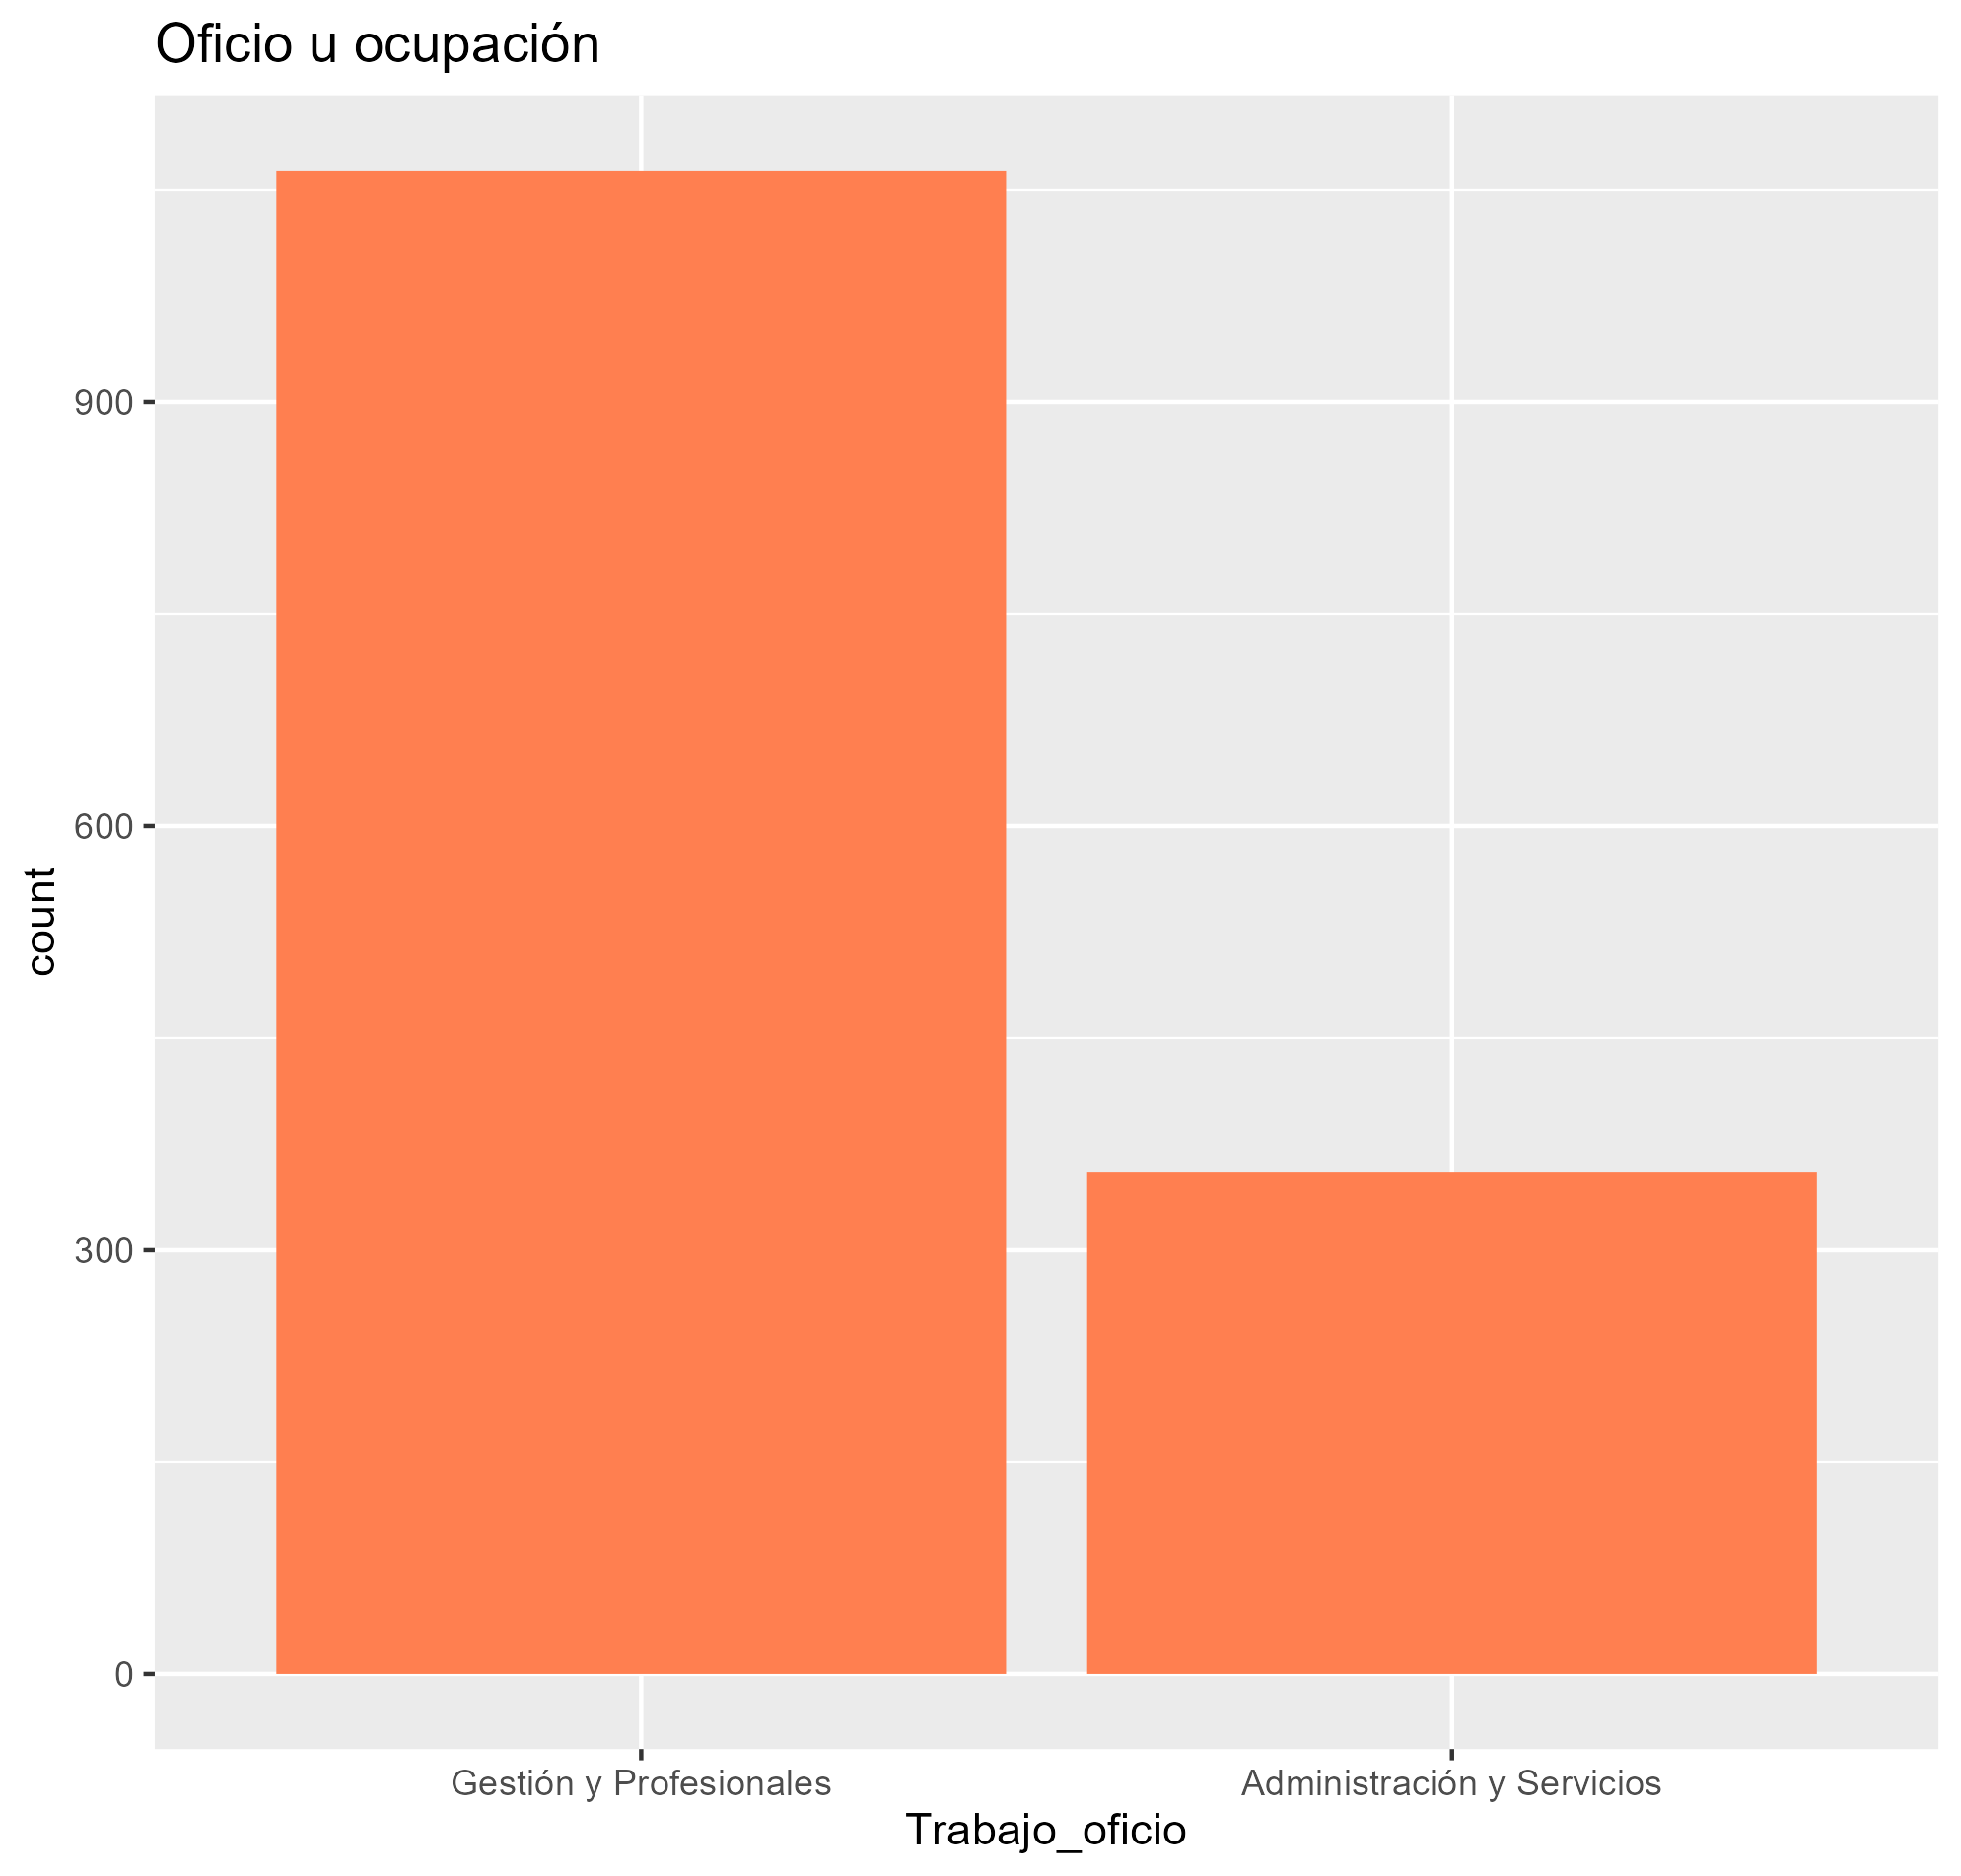 Oficio u ocupación
900
600
300
0
count
Gestión y Profesionales
Administración y Servicios
Trabajo_oficio